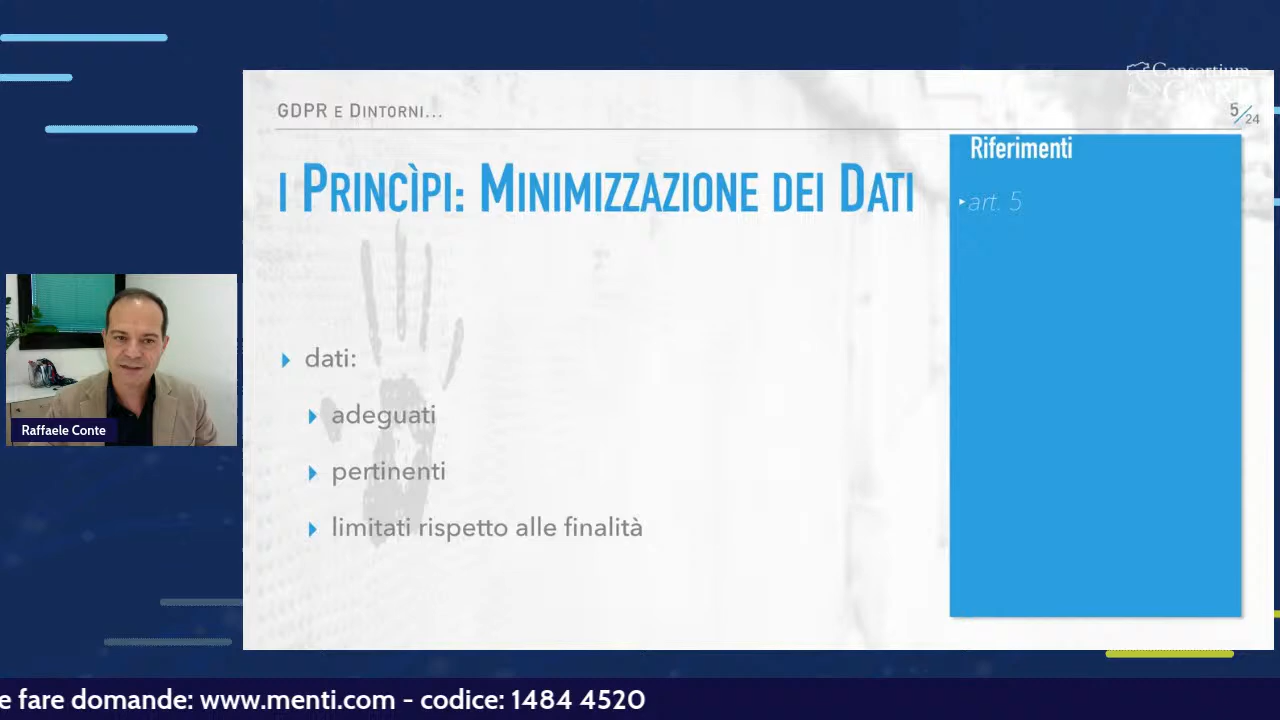 Consortium
GARR
GDPR e Dintorni...
5/24
i Princìpi: Minimizzazione dei Dati
Riferimenti
art. 5
dati:
adeguati
pertinenti
limitati rispetto alle finalità
Raffaele Conte
e fare domande: www.menti.com - codice: 1484 4520